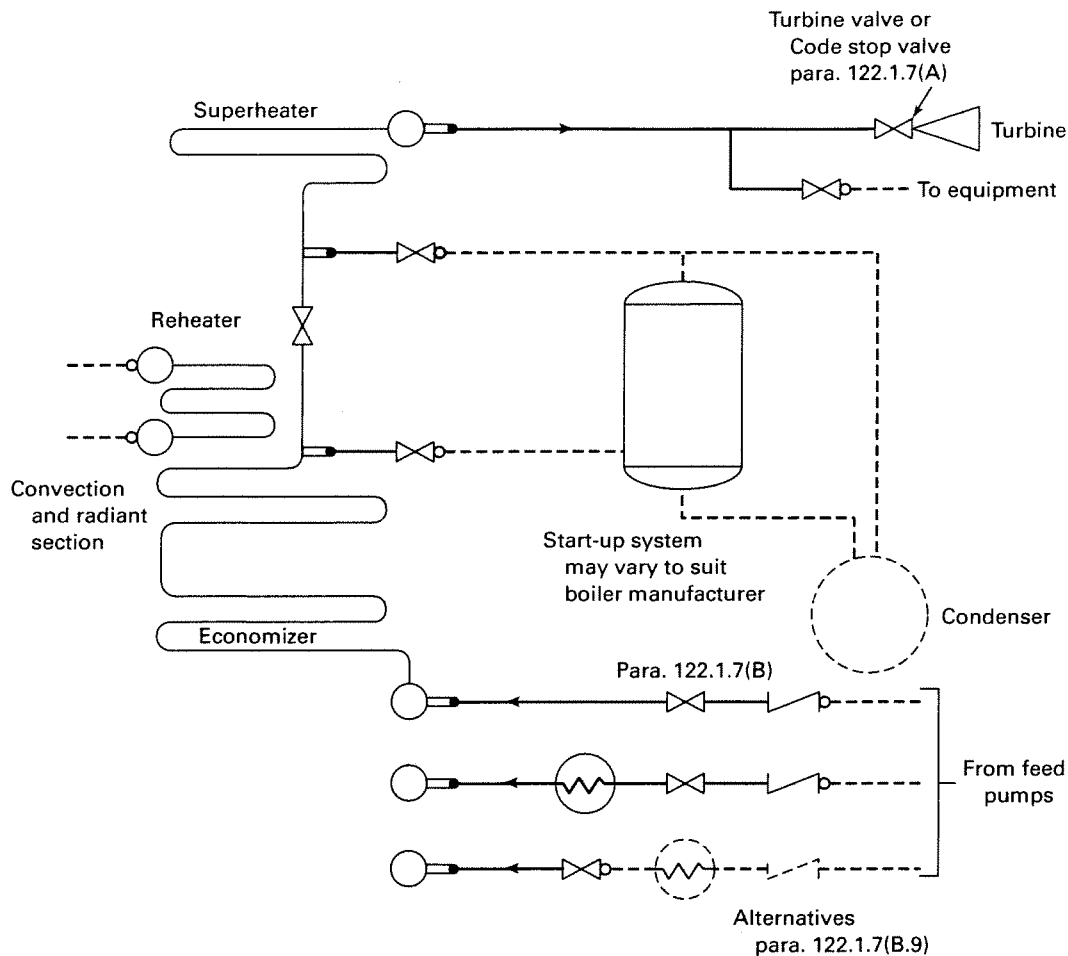 Turbine valve or
Code stop valve
para. 122.1.7(A)
Superheater
Turbine
To equipment
Reheater
Convection
and radiant
section
Start-up system
may vary to suit
boiler manufacturer
Condenser
Economizer
Para. 122.1.7(B)
From feed
pumps
Alternatives
para. 122.1.7(B.9)